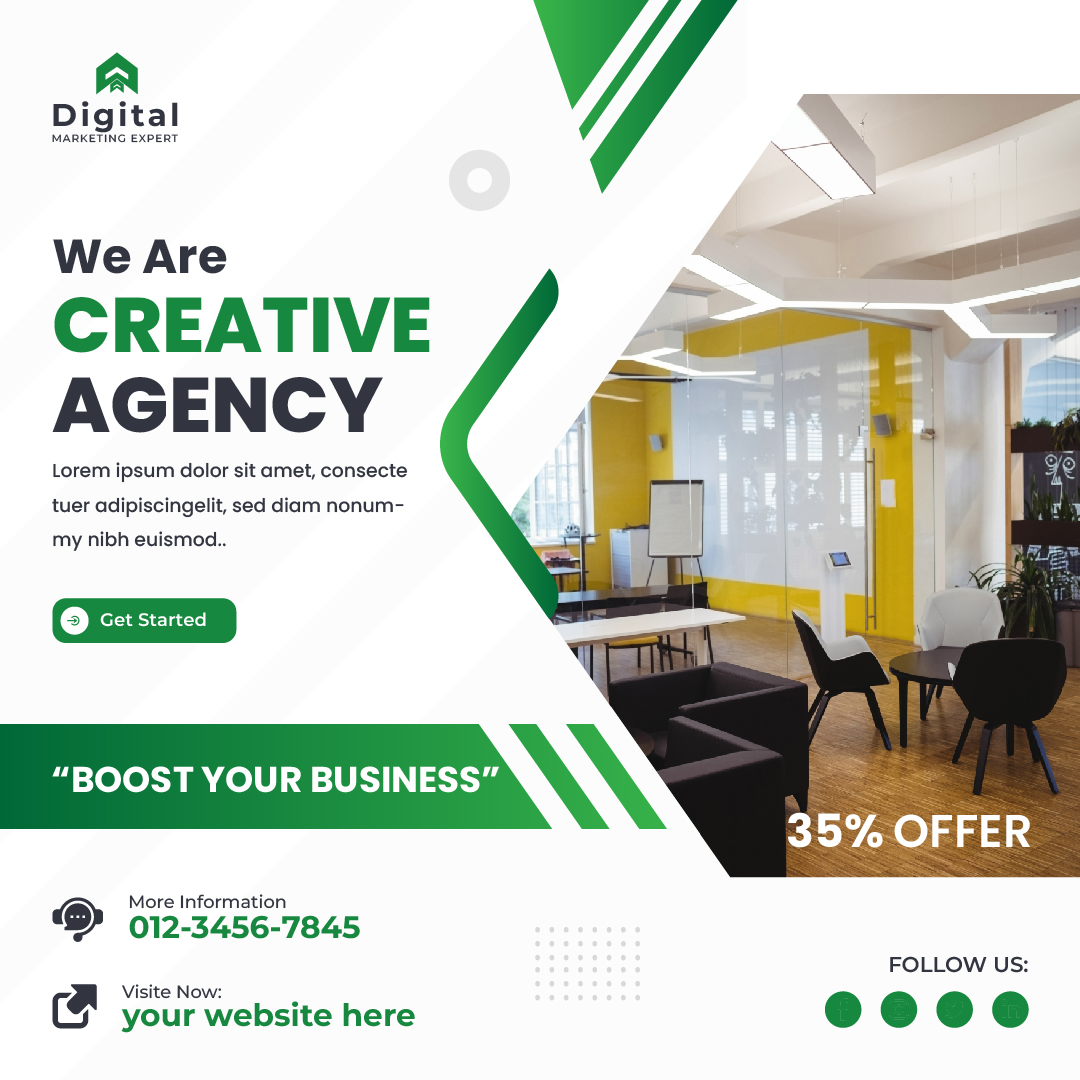 Digital
MARKETING EXPERT
We Are
CREATIVE
AGENCY
Lorem ipsum dolor sit amet, consecte
tuer adipiscingelit, sed diam nonum-
my nibh euismod..
Get Started
“BOOST YOUR BUSINESS”
35% OFFER
More Information
012-3456-7845
Visite Now:
your website here
FOLLOW US: